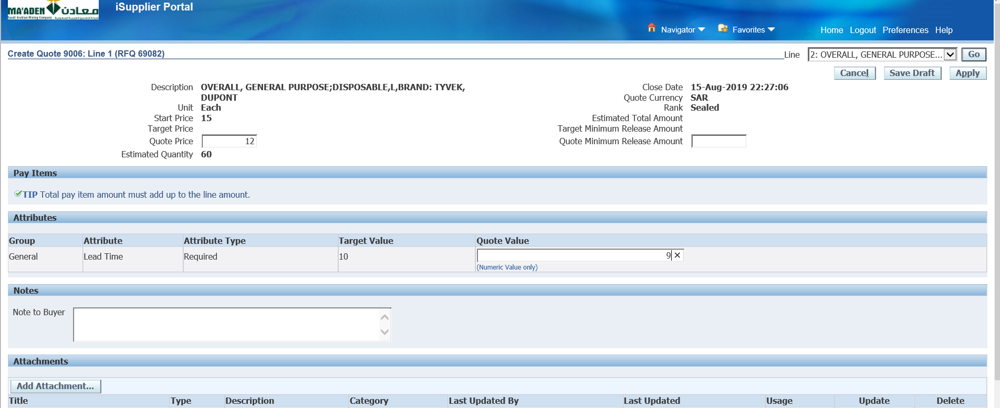 MA'ADEN معادن
Saudi Arabian Mining Company
iSupplier Portal
Navigator Favorites Home Logout Preferences Help
Create Quote 9006: Line 1 (RFQ 69082)
Line 2: OVERALL, GENERAL PURPOSE... Go
Cancel Save Draft Apply
Description OVERALL, GENERAL PURPOSE;DISPOSABLE,L,BRAND: TYVEK,
DUPONT
Unit Each
Start Price 15
Target Price
Quote Price 12
Estimated Quantity 60
Close Date 15-Aug-2019 22:27:06
Quote Currency SAR
Rank Sealed
Estimated Total Amount
Target Minimum Release Amount
Quote Minimum Release Amount
Pay Items
TIP Total pay item amount must add up to the line amount.
Attributes
Group Attribute Attribute Type Target Value Quote Value
General Lead Time Required 10 9
(Numeric Value only)
Notes
Note to Buyer
Attachments
Add Attachment...
Title Type Description Category Last Updated By Last Updated Usage Update Delete